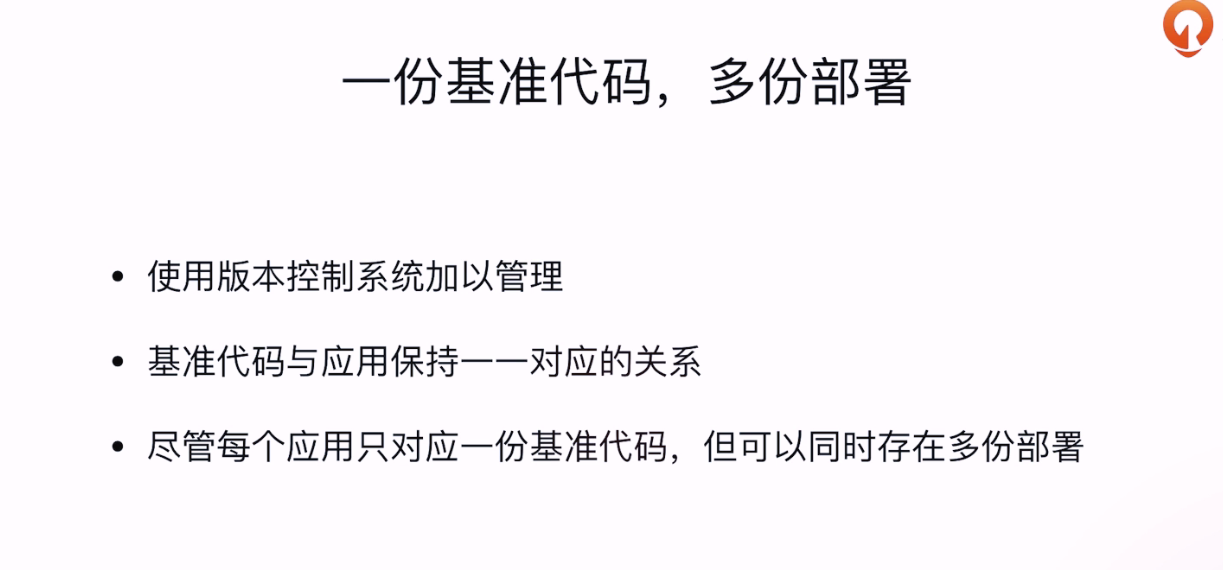 一份基准代码，多份部署
• 使用版本控制系统加以管理
• 基准代码与应用保持一一对应的关系
• 尽管每个应用只对应一份基准代码，但可以同时存在多份部署